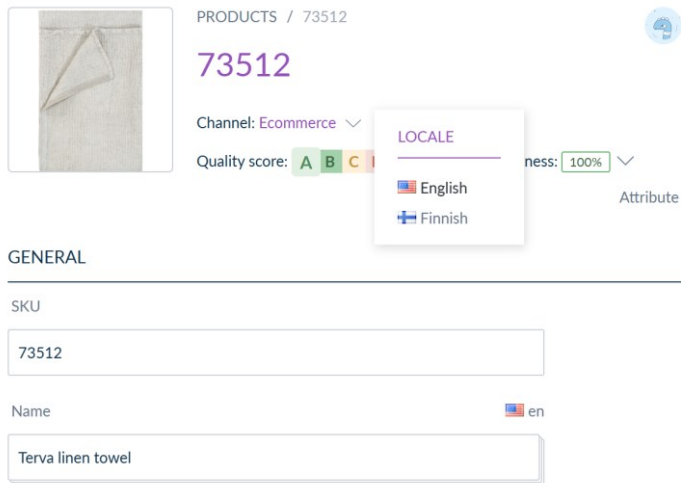 PRODUCTS / 73512
73512
Channel: Ecommerce
LOCALE
Quality score: A B C
100%
English
Finnish
Attribute
GENERAL
SKU
73512
Name
en
Terva linen towel